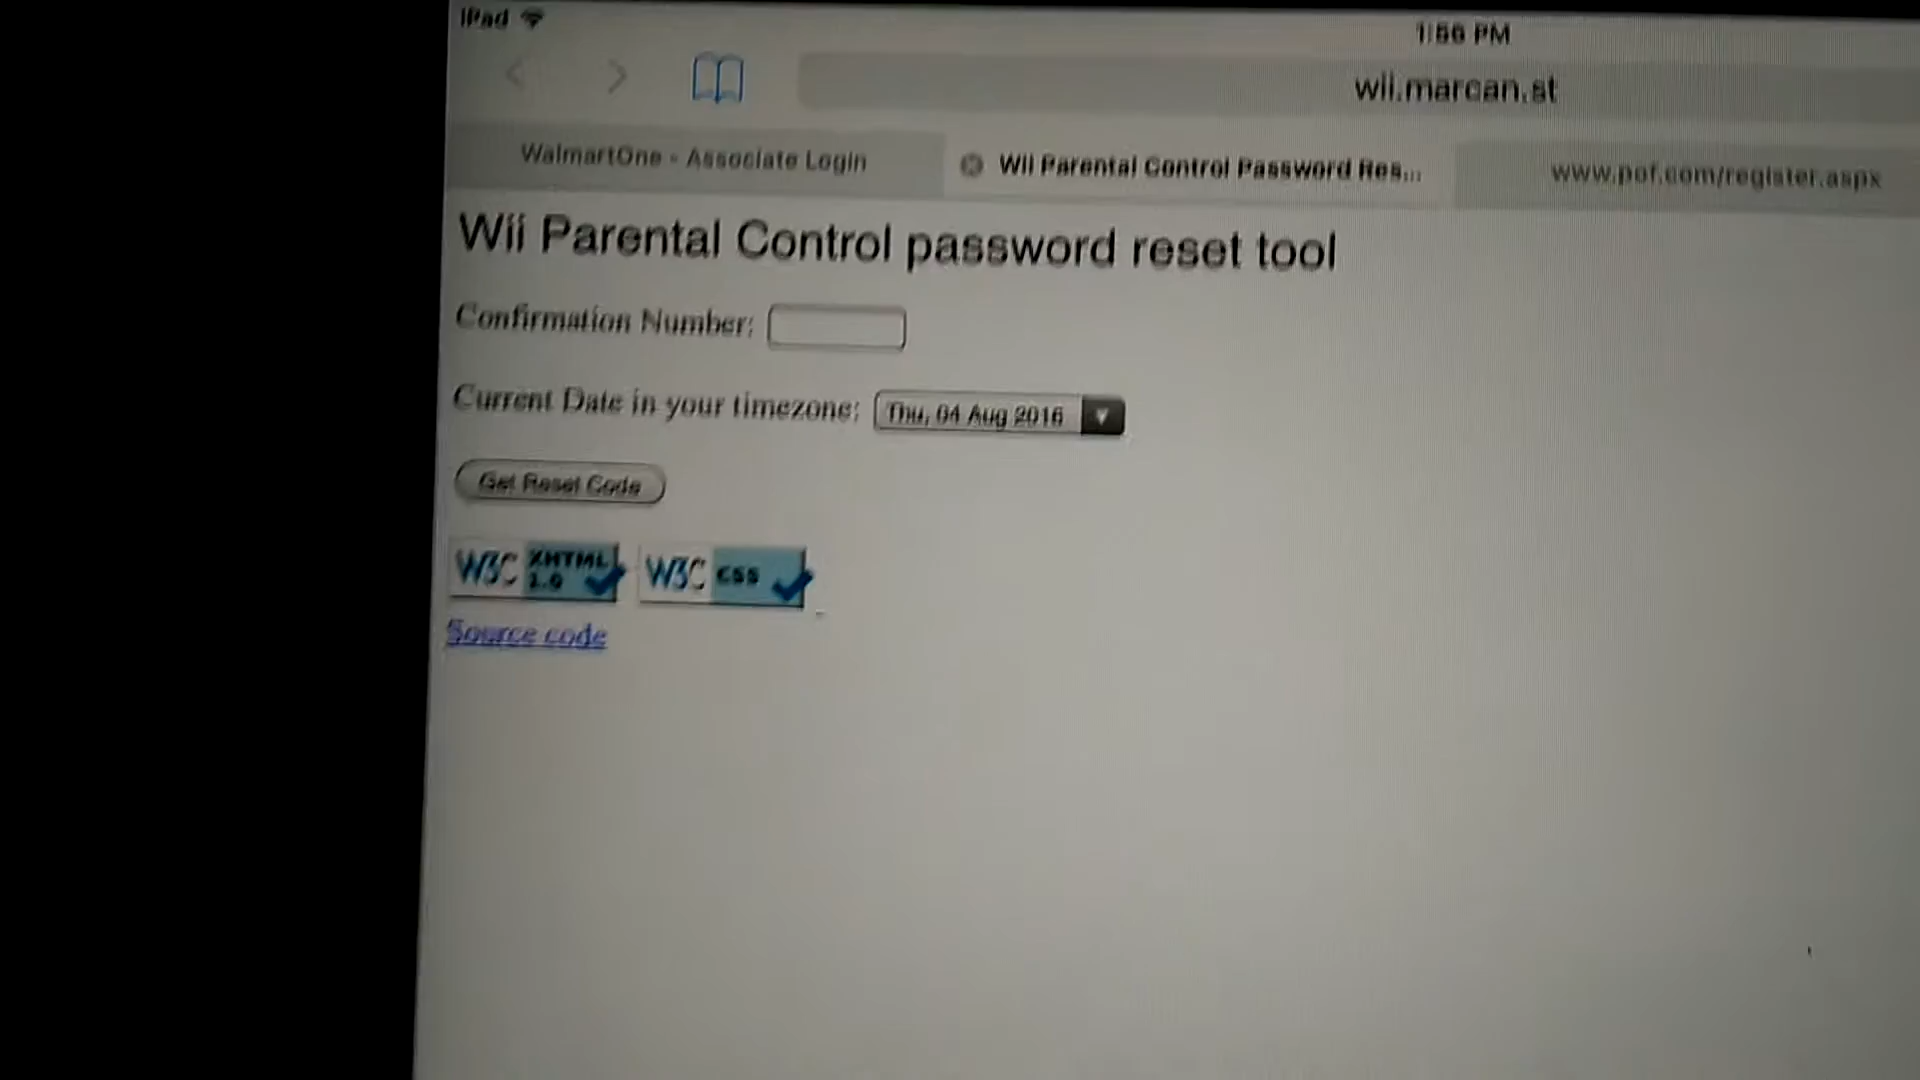 iPad
1:56 PM
wii.marcan.st
WalmartOne - Associate Login
Wii Parental Control Password Res...
www.pof.com/register.aspx
Wii Parental Control password reset tool
Confirmation Number:
Current Date in your timezone: Thu, 04 Aug 2016
Get Reset Code
W3C XHTML 1.0 W3C CSS
Source code